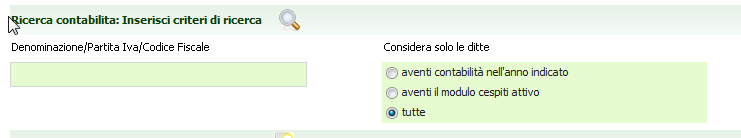 Ricerca contabilita: Inserisci criteri di ricerca
Denominazione/Partita Iva/Codice Fiscale
Considera solo le ditte
aventi contabilità nell'anno indicato
aventi il modulo cespiti attivo
tutte